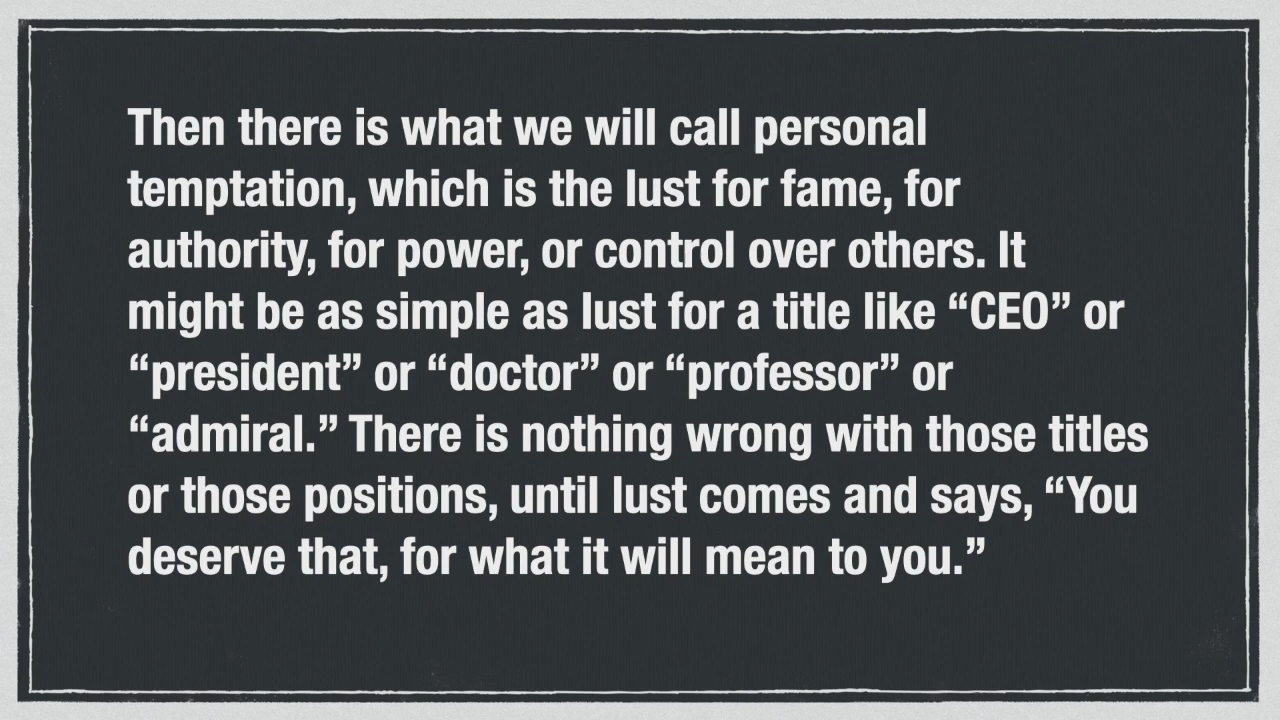 Then there is what we will call personal
temptation, which is the lust for fame, for
authority, for power, or control over others. It
might be as simple as lust for a title like “CEO” or
“president” or “doctor” or “professor” or
“admiral.” There is nothing wrong with those titles
or those positions, until lust comes and says, “You
deserve that, for what it will mean to you.”